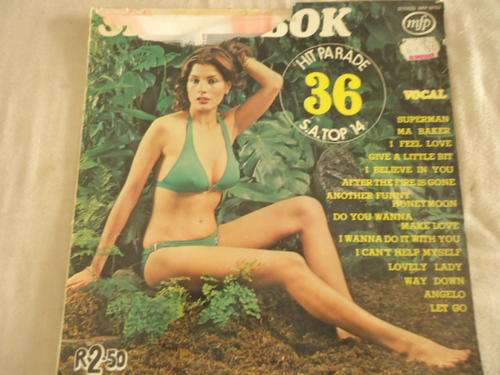 BOK
mfp
HIT PARADE
36
S.A. TOP 14
VOCAL
SUPERMAN
MA BAKER
I FEEL LOVE
GIVE A LITTLE BIT
I BELIEVE IN YOU
AFTER THE FIRE IS GONE
ANOTHER FUNNY
HONEYMOON
DO YOU WANNA
MAKE LOVE
I WANNA DO IT WITH YOU
I CAN'T HELP MYSELF
LOVELY LADY
WAY DOWN
ANGELO
LET GO
R2-50